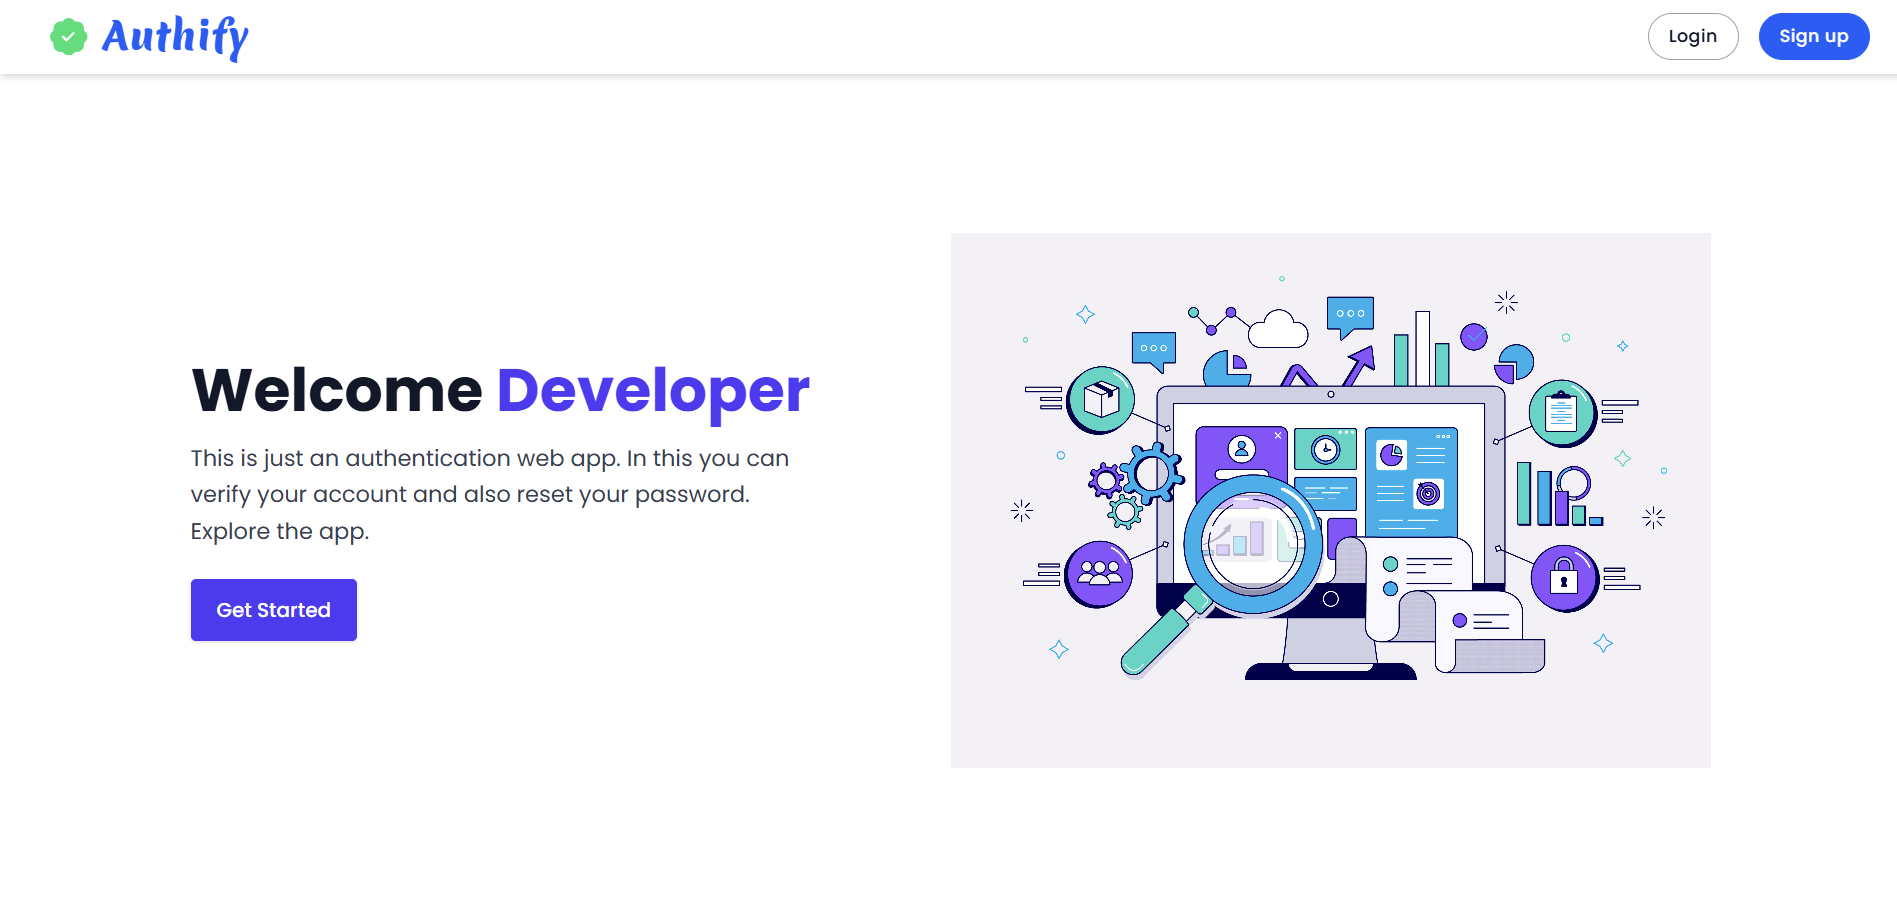 Authify
Login
Sign up
Welcome Developer
This is just an authentication web app. In this you can
verify your account and also reset your password.
Explore the app.
Get Started